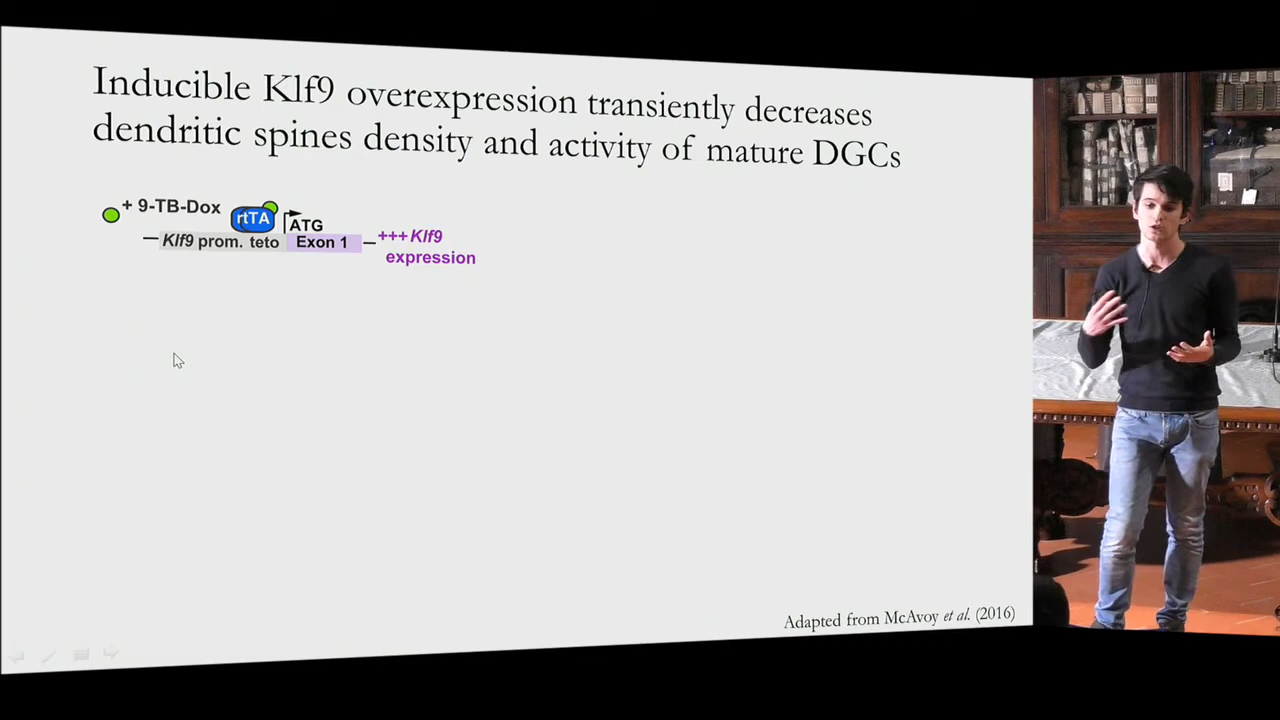 Inducible Klf9 overexpression transiently decreases
dendritic spines density and activity of mature DGCs
+ 9-TB-Dox
rtTA
ATG
Klf9 prom. teto Exon 1
+++ Klf9
expression
Adapted from McAvoy et al. (2016)